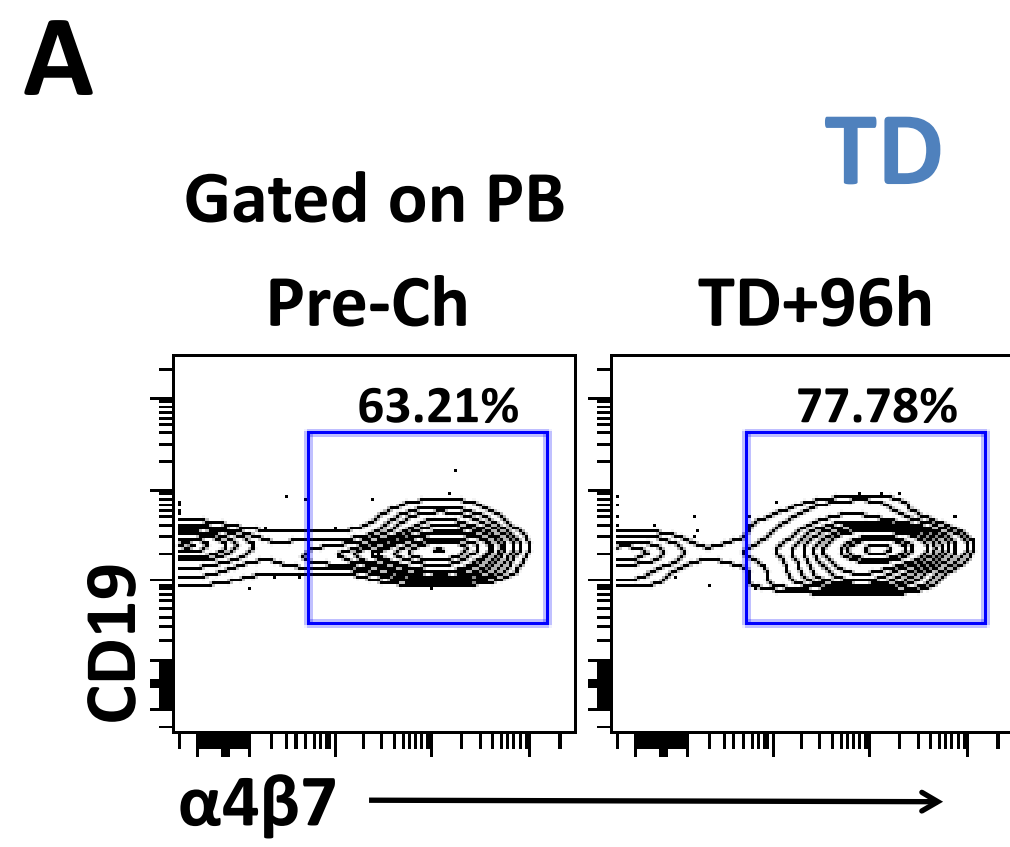 A
TD
Gated on PB
Pre-Ch
TD+96h
63.21%
77.78%
CD19
α4β7